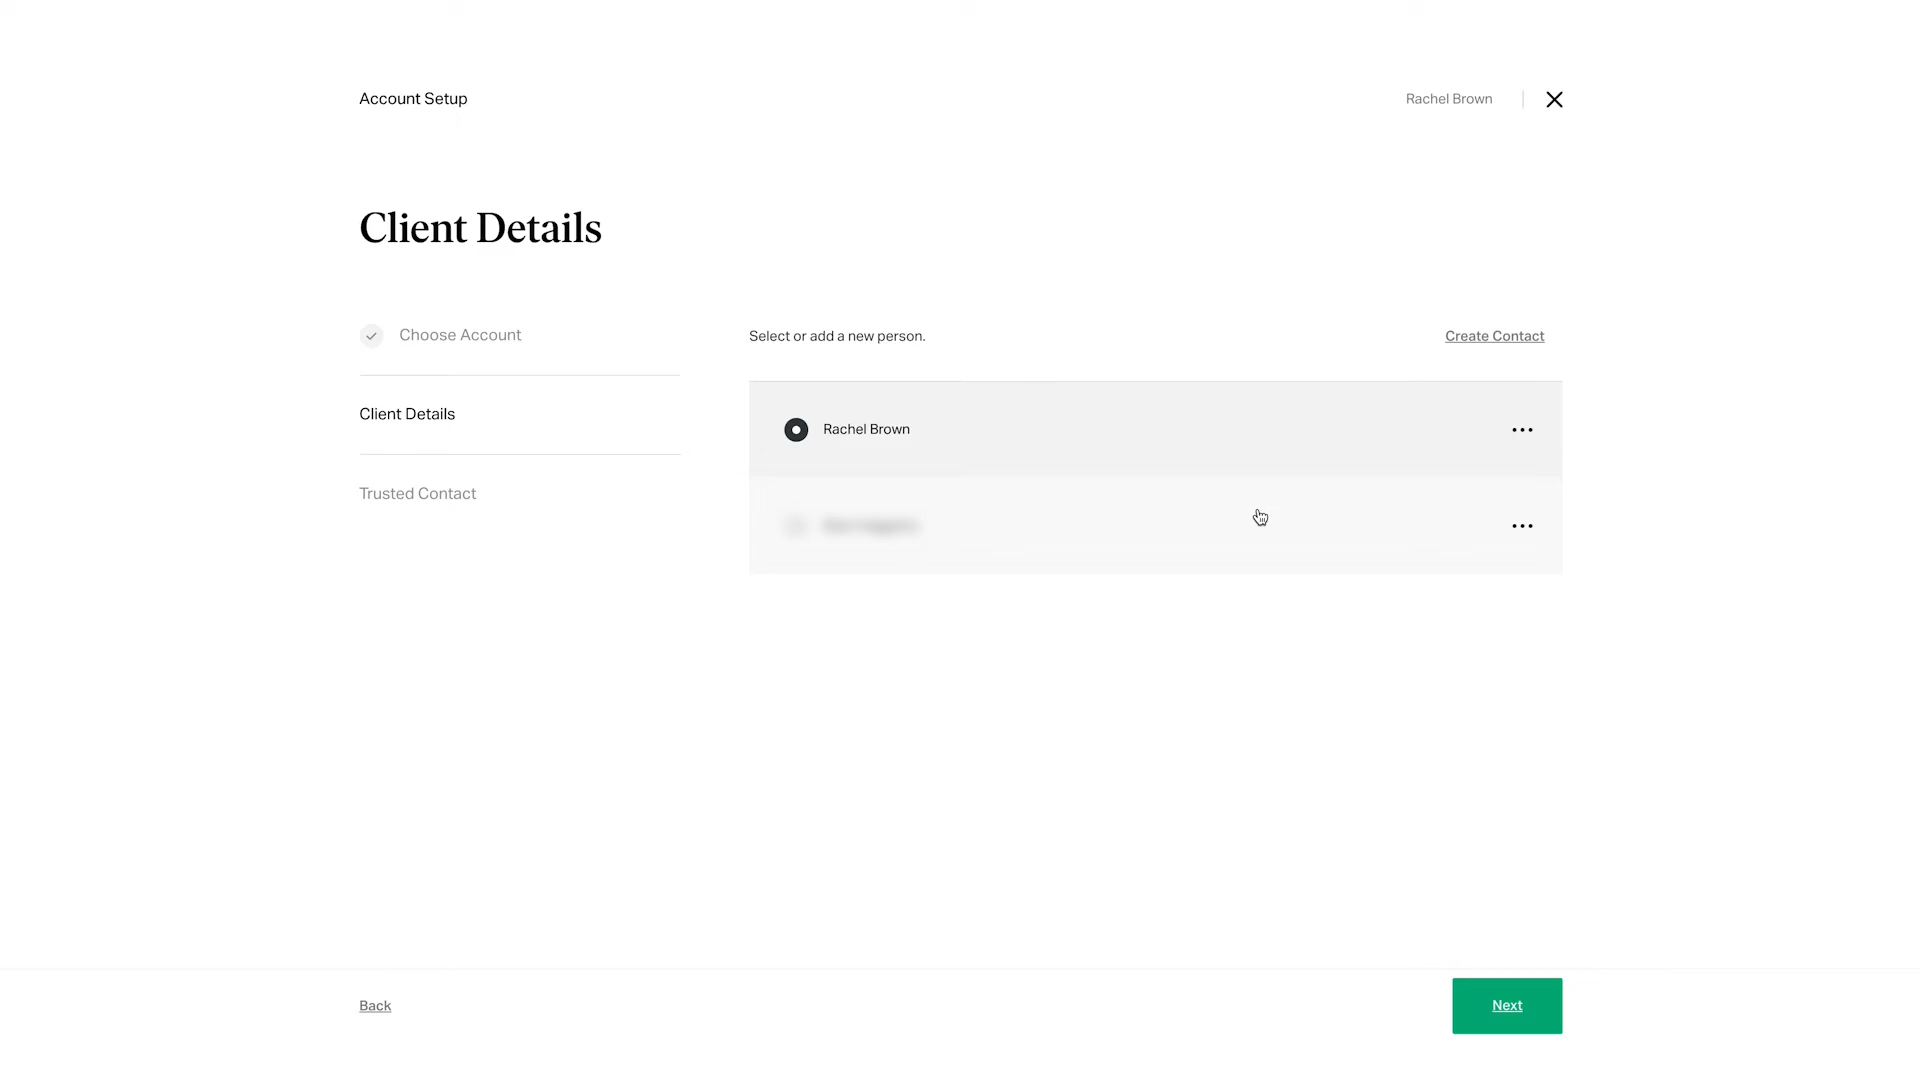 Account Setup
Rachel Brown
Client Details
Choose Account
Client Details
Trusted Contact
Select or add a new person.
Create Contact
Rachel Brown
Back
Next